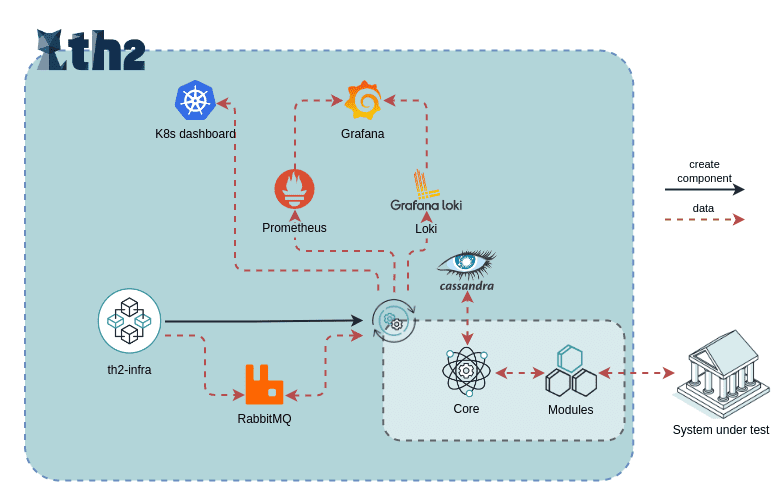 th2
K8s dashboard
Grafana
create
component
data
Grafana loki
Prometheus
Loki
cassandra
th2-infra
RabbitMQ
Core
Modules
System under test